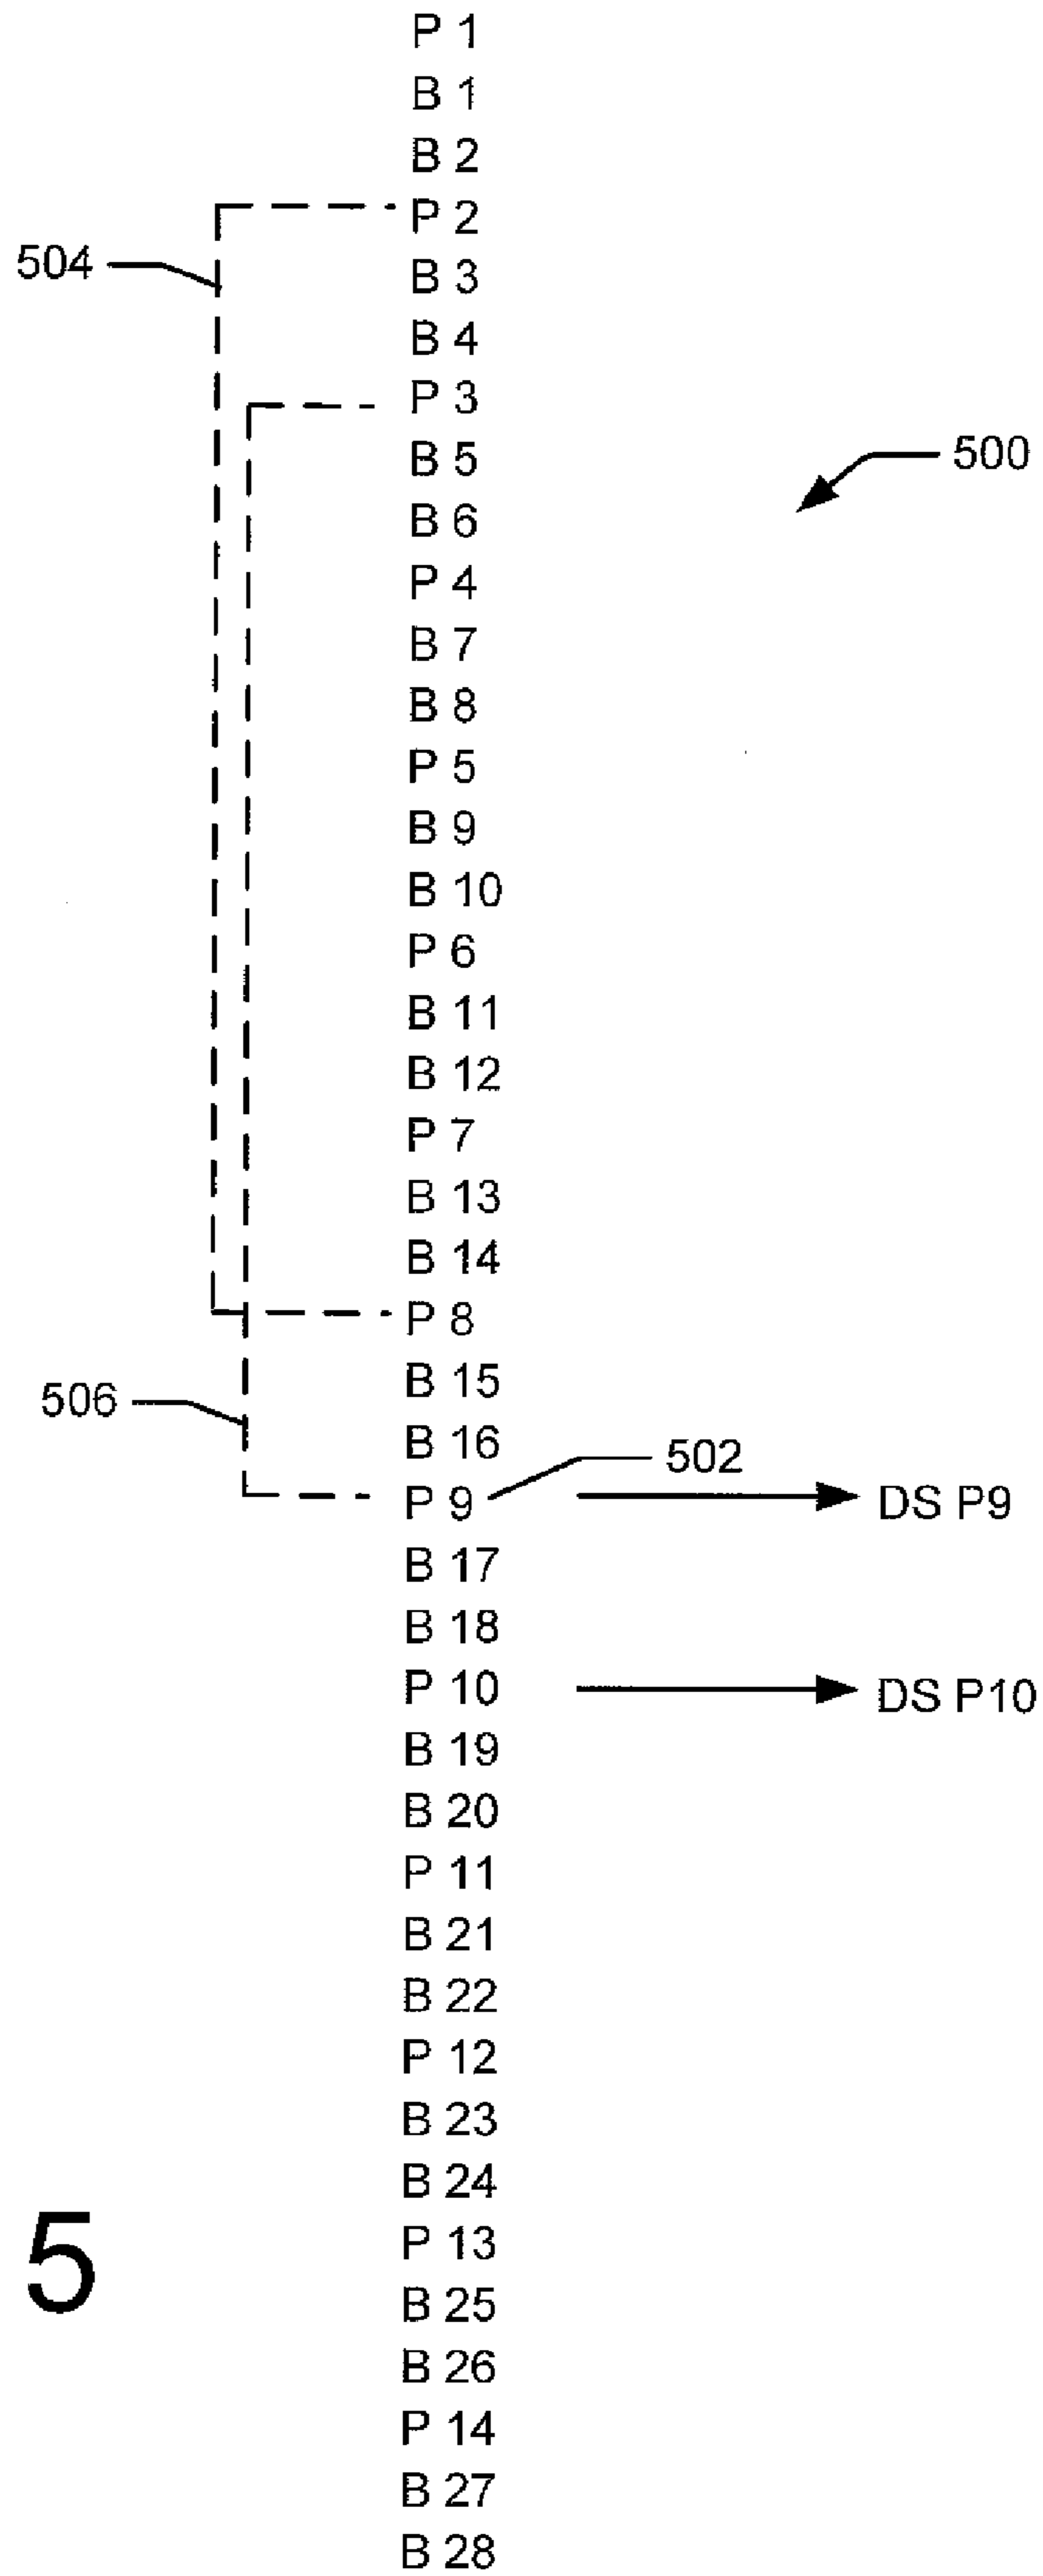 P 1
B 1
B 2
P 2
504
B 3
B 4
P 3
B 5
500
B 6
P 4
B 7
B 8
P 5
B 9
B 10
P 6
B 11
B 12
P 7
B 13
B 14
P 8
B 15
506
B 16
502
P 9
DS P9
B 17
B 18
P 10
DS P10
B 19
B 20
P 11
B 21
B 22
P 12
B 23
B 24
P 13
5
B 25
B 26
P 14
B 27
B 28